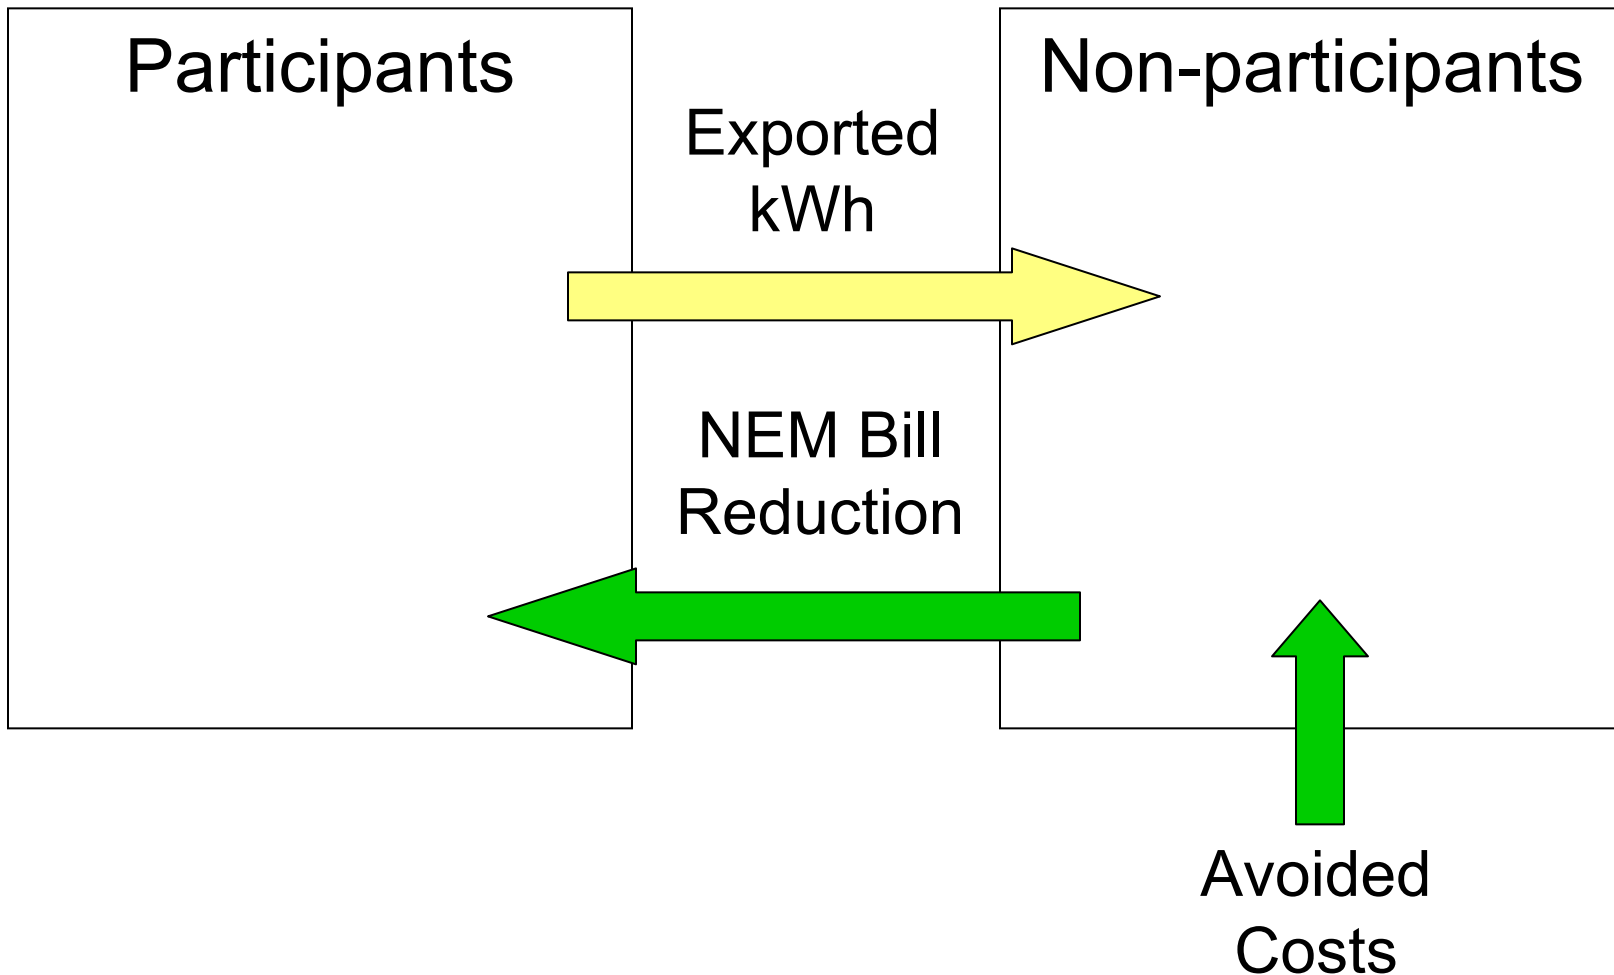 Participants
Non-participants
Exported
kWh
NEM Bill
Reduction
Avoided
Costs